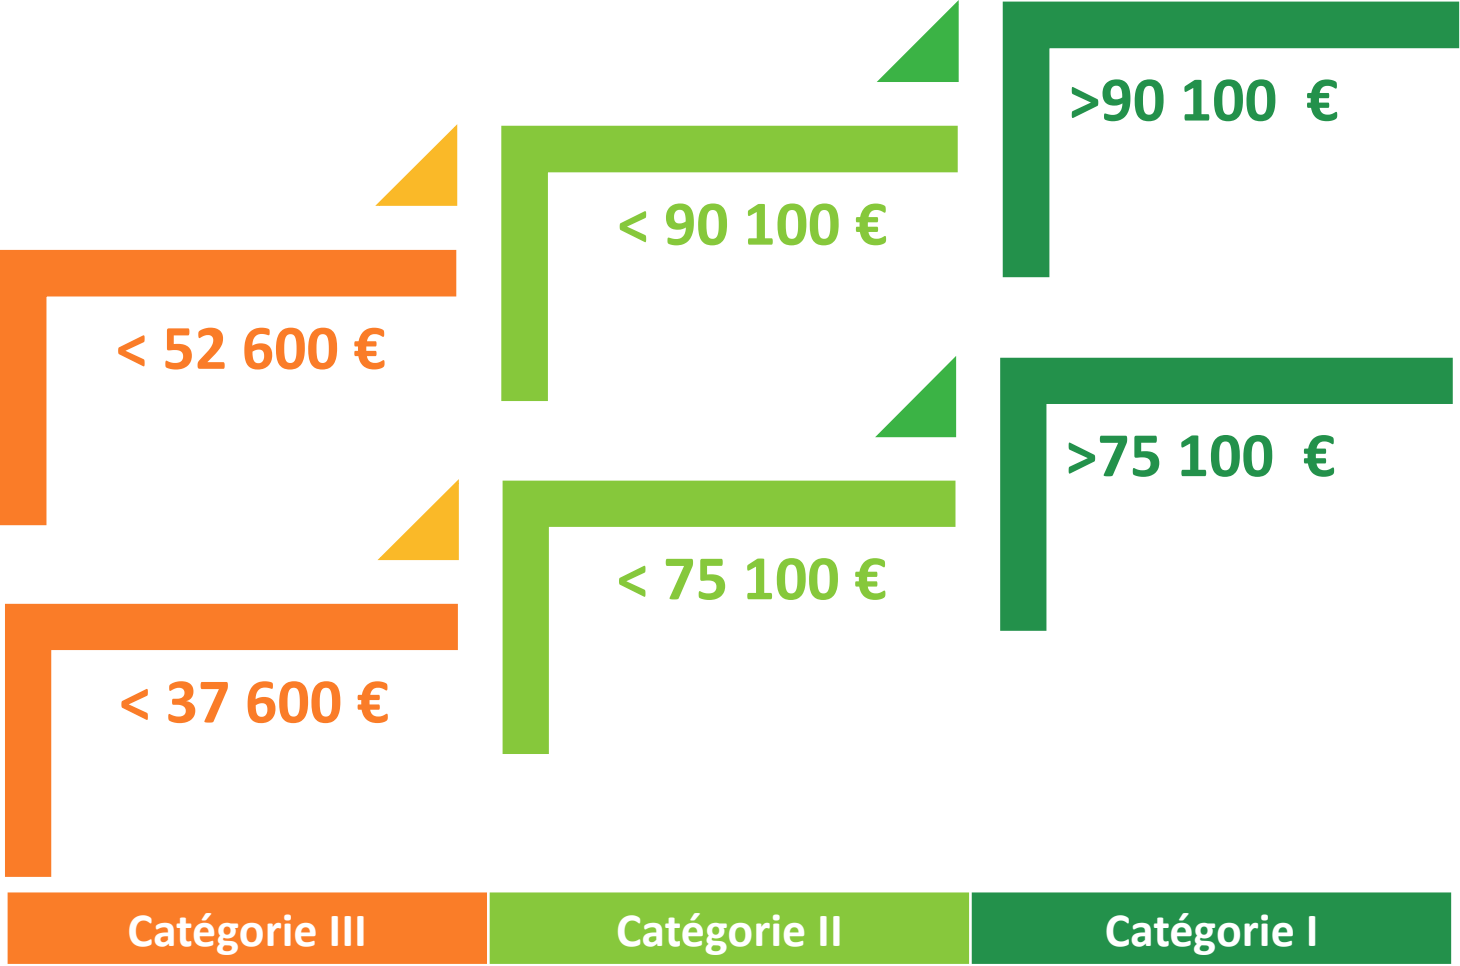 >90 100 €
< 90 100 €
< 52 600 €
>75 100 €
< 75 100 €
< 37 600 €
Catégorie III
Catégorie II
Catégorie I